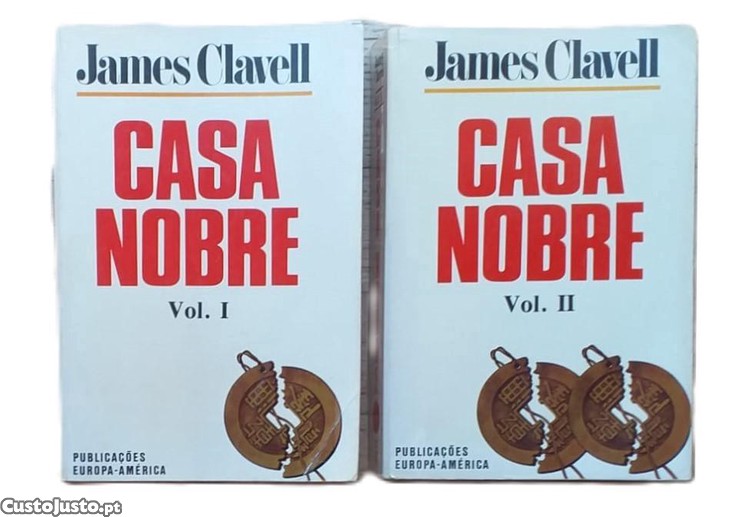 James Clavell
CASA
NOBRE
Vol. I
PUBLICAÇÕES
EUROPA-AMÉRICA
James Clavell
CASA
NOBRE
Vol. II
PUBLICAÇÕES
EUROPA-AMÉRICA
CustoJusto.pt